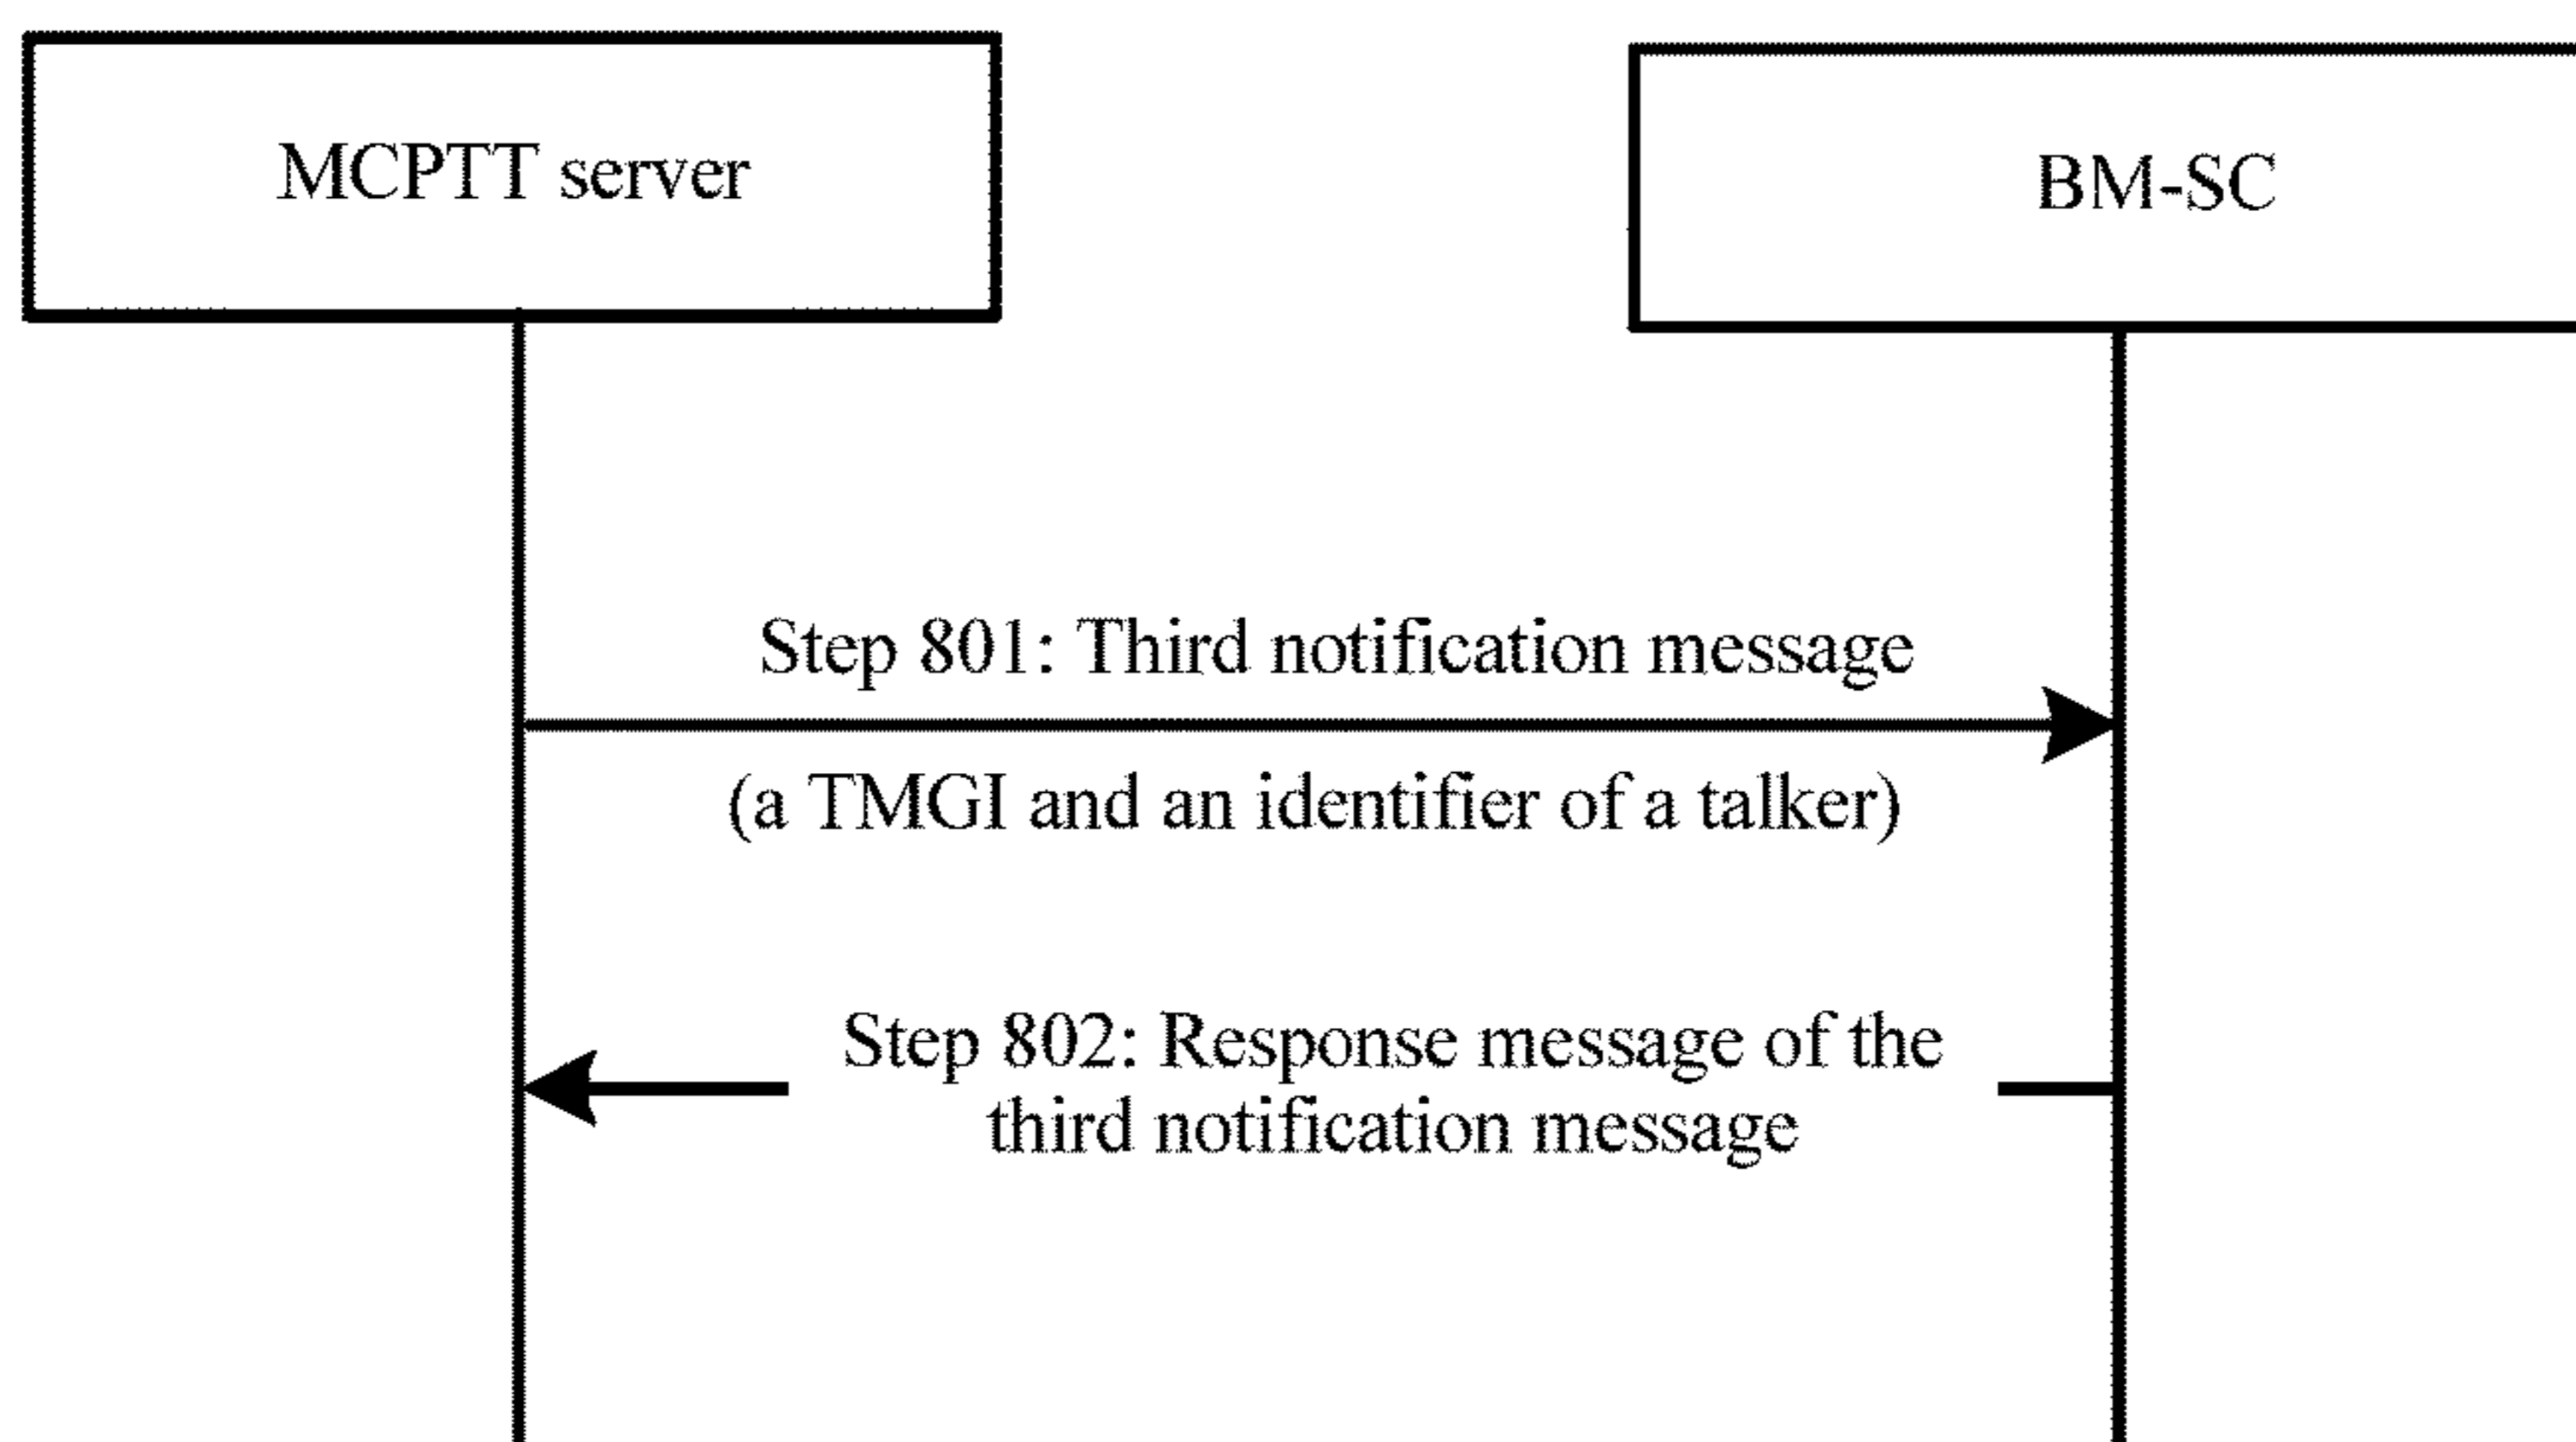 MCPTT server
BM-SC
Step 801: Third notification message
(a TMGI and an identifier of a talker)
Step 802: Response message of the
third notification message